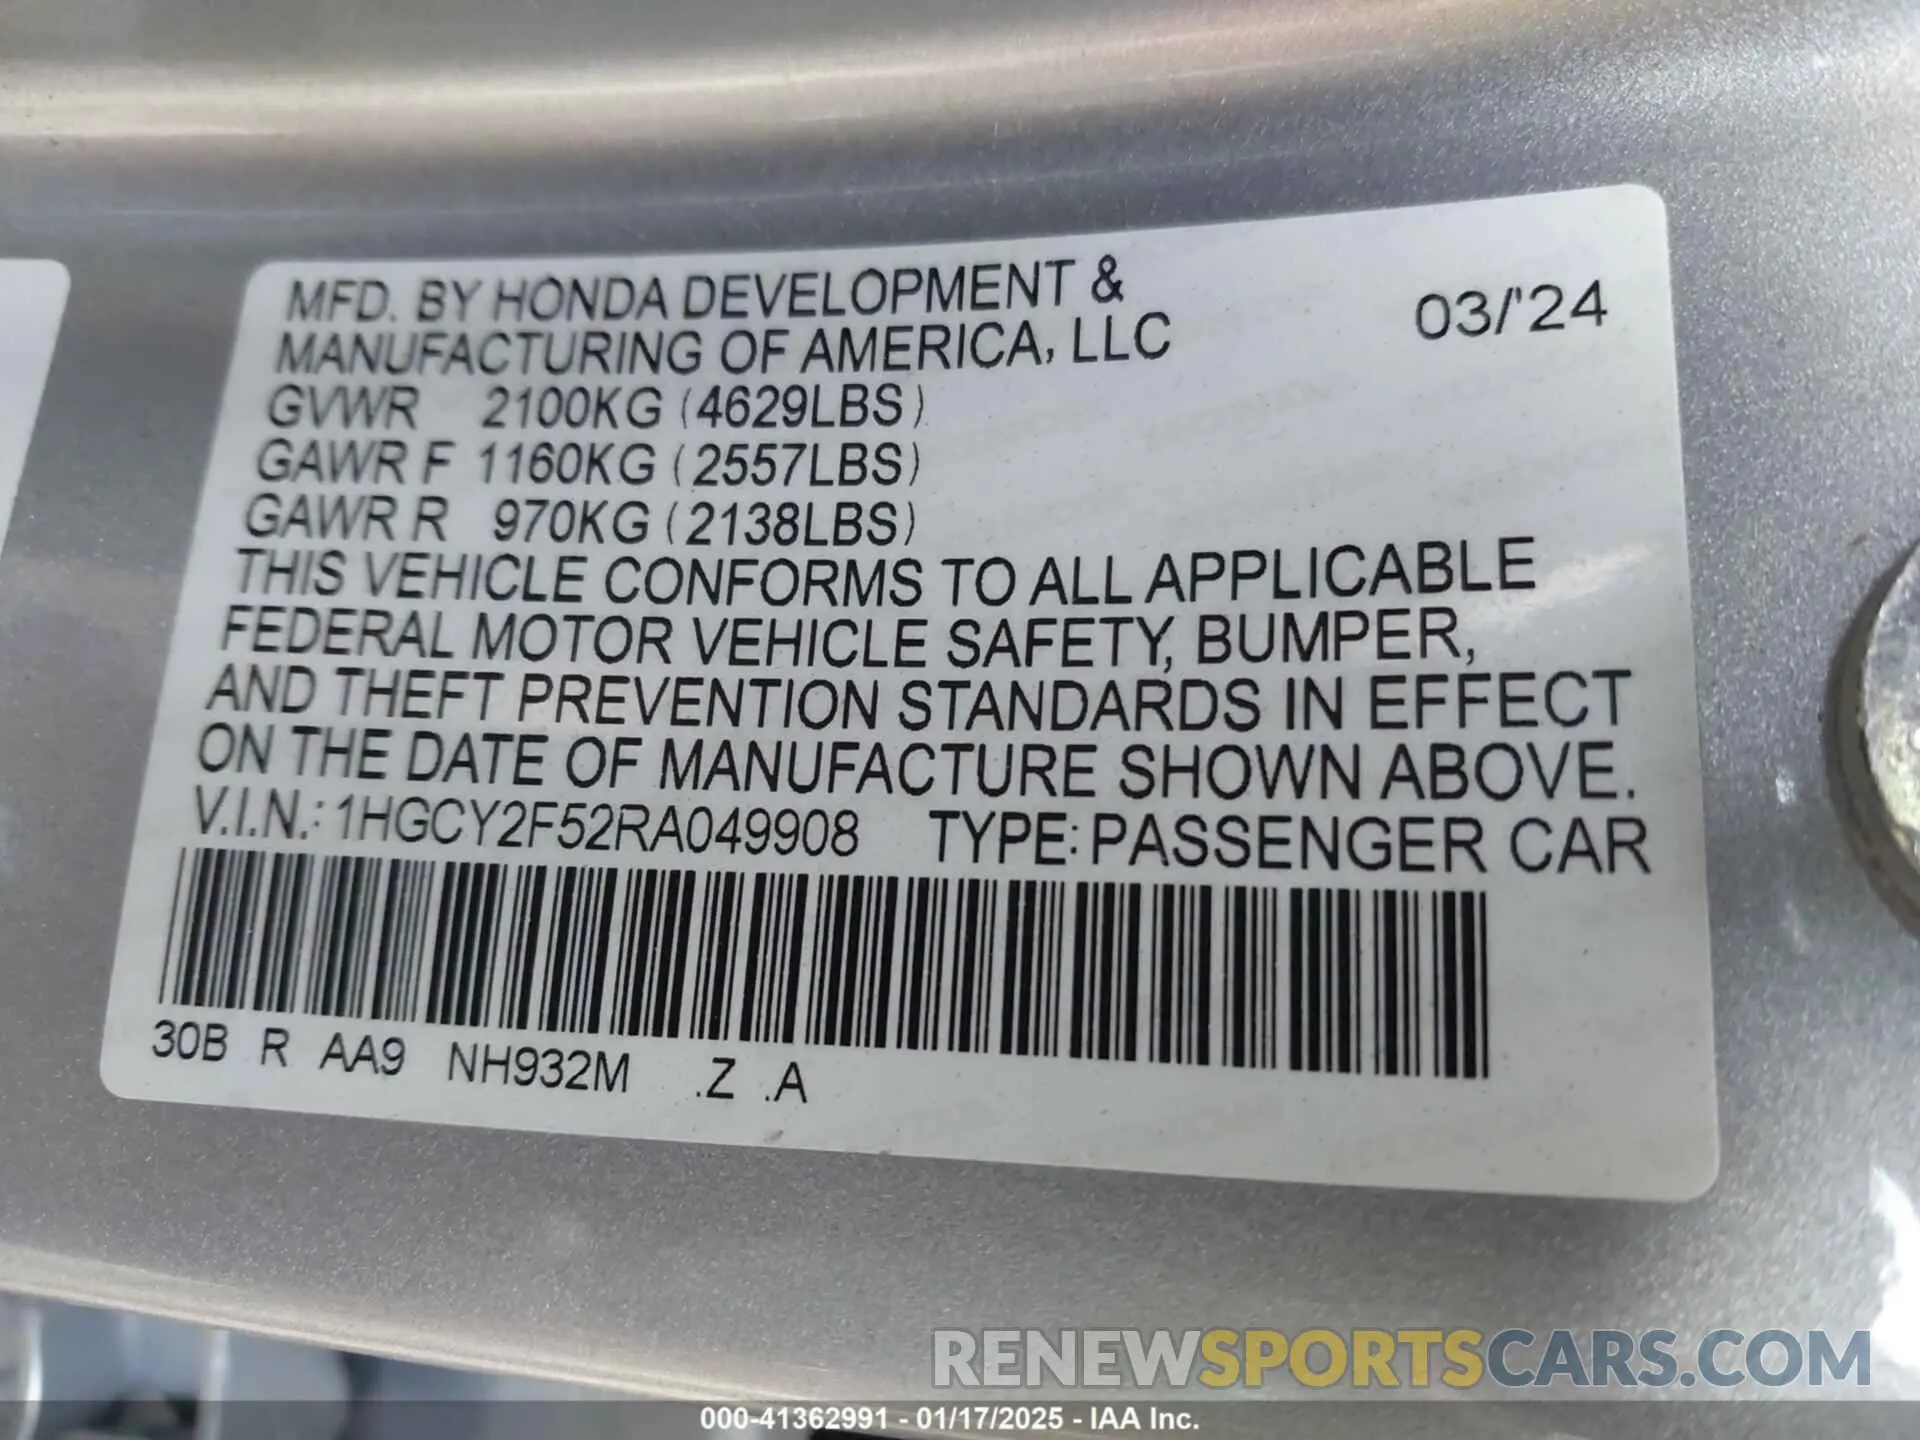 MFD. BY HONDA DEVELOPMENT & 03/'24
MANUFACTURING OF AMERICA, LLC
GVWR 2100KG (4629LBS)
GAWR F 1160KG (2557LBS)
GAWR R 970KG (2138LBS)
THIS VEHICLE CONFORMS TO ALL APPLICABLE
FEDERAL MOTOR VEHICLE SAFETY, BUMPER,
AND THEFT PREVENTION STANDARDS IN EFFECT
ON THE DATE OF MANUFACTURE SHOWN ABOVE.
V.I.N.: 1HGCY2F52RA049908 TYPE: PASSENGER CAR
30B R AA9 NH932M .Z .A
RENEWSPORTSCARS.COM
000-41362991 - 01/17/2025 - IAA Inc.